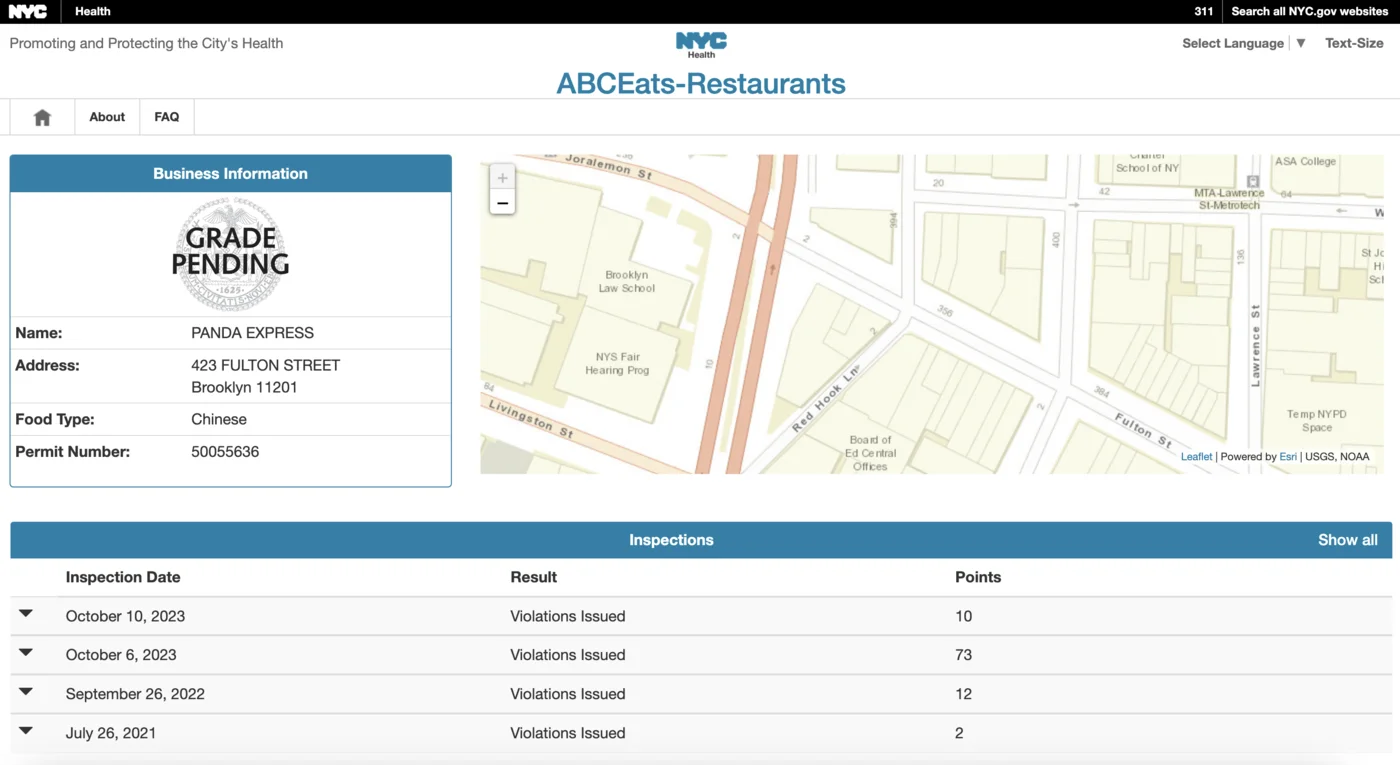 NYC Health 311 Search all NYC.gov websites
Promoting and Protecting the City's Health
NYC
Health
Select Language ▼ Text-Size
ABCEats-Restaurants
About FAQ
Business Information
GRADE
PENDING
·1625·
Name: PANDA EXPRESS
Address: 423 FULTON STREET
Brooklyn 11201
Food Type: Chinese
Permit Number: 50055636
+
−
Joralemon St
Brooklyn
Law School
NYS Fair
Hearing Prog
84
Livingston St
10
2
2
20
394
356
2
Red Hook Ln
Board of
Ed Central
Offices
2
400
42
School of NY
MTA-Lawrence
St-Metrotech
64
ASA College
136
Lawrence St
384
Fulton St
Temp NYPD
Space
Leaflet | Powered by Esri | USGS, NOAA
Inspections Show all
Inspection Date Result Points
October 10, 2023 Violations Issued 10
October 6, 2023 Violations Issued 73
September 26, 2022 Violations Issued 12
July 26, 2021 Violations Issued 2